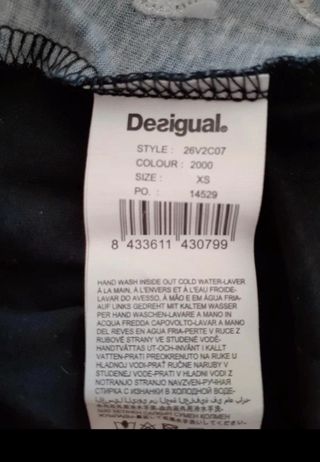 Desigual.
STYLE : 26V2C07
COLOUR : 2000
SIZE : XS
PO. : 14529
8 433611 430799
HAND WASH INSIDE OUT COLD WATER-LAVER
À LA MAIN, À L'ENVERS ET À L'EAU FROIDE-
LAVAR DO AVESSO, À MÃO E EM ÁGUA FRIA-
AUF LINKS GEDREHT MIT KALTEM WASSER
PER HAND WASCHEN-LAVARE A MANO IN
ACQUA FREDDA CAPOVOLTO-LAVAR A MANO
DEL REVES EN AGUA FRIA-PERTE V RUCE Z
RUBOVÉ STRANY VE STUDENÉ VODĚ-
HANDTVÄTTAS UT-OCH-INVÄNT I KALLT
VATTEN-PRATI PREOKRENUTO NA RUKE U
HLADNOJ VODI-PRAŤ RUČNE NARUBY V
STUDENEJ VODE-PRATI V HLADNI VODI Z
NOTRANJO STRANJO NAVZVEN-РУЧНАЯ
СТИРКА С ИЗНАНКИ В ХОЛОДНОЙ ВОДЕ-